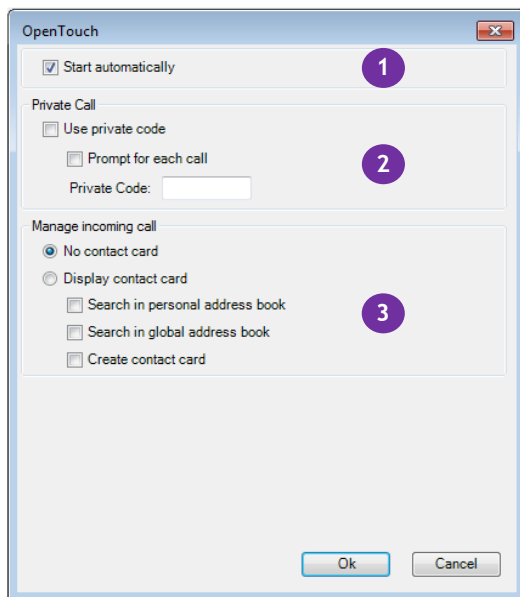 OpenTouch
Start automatically
1
Private Call
Use private code
Prompt for each call
2
Private Code:
Manage incoming call
No contact card
Display contact card
Search in personal address book
3
Search in global address book
Create contact card
Ok Cancel